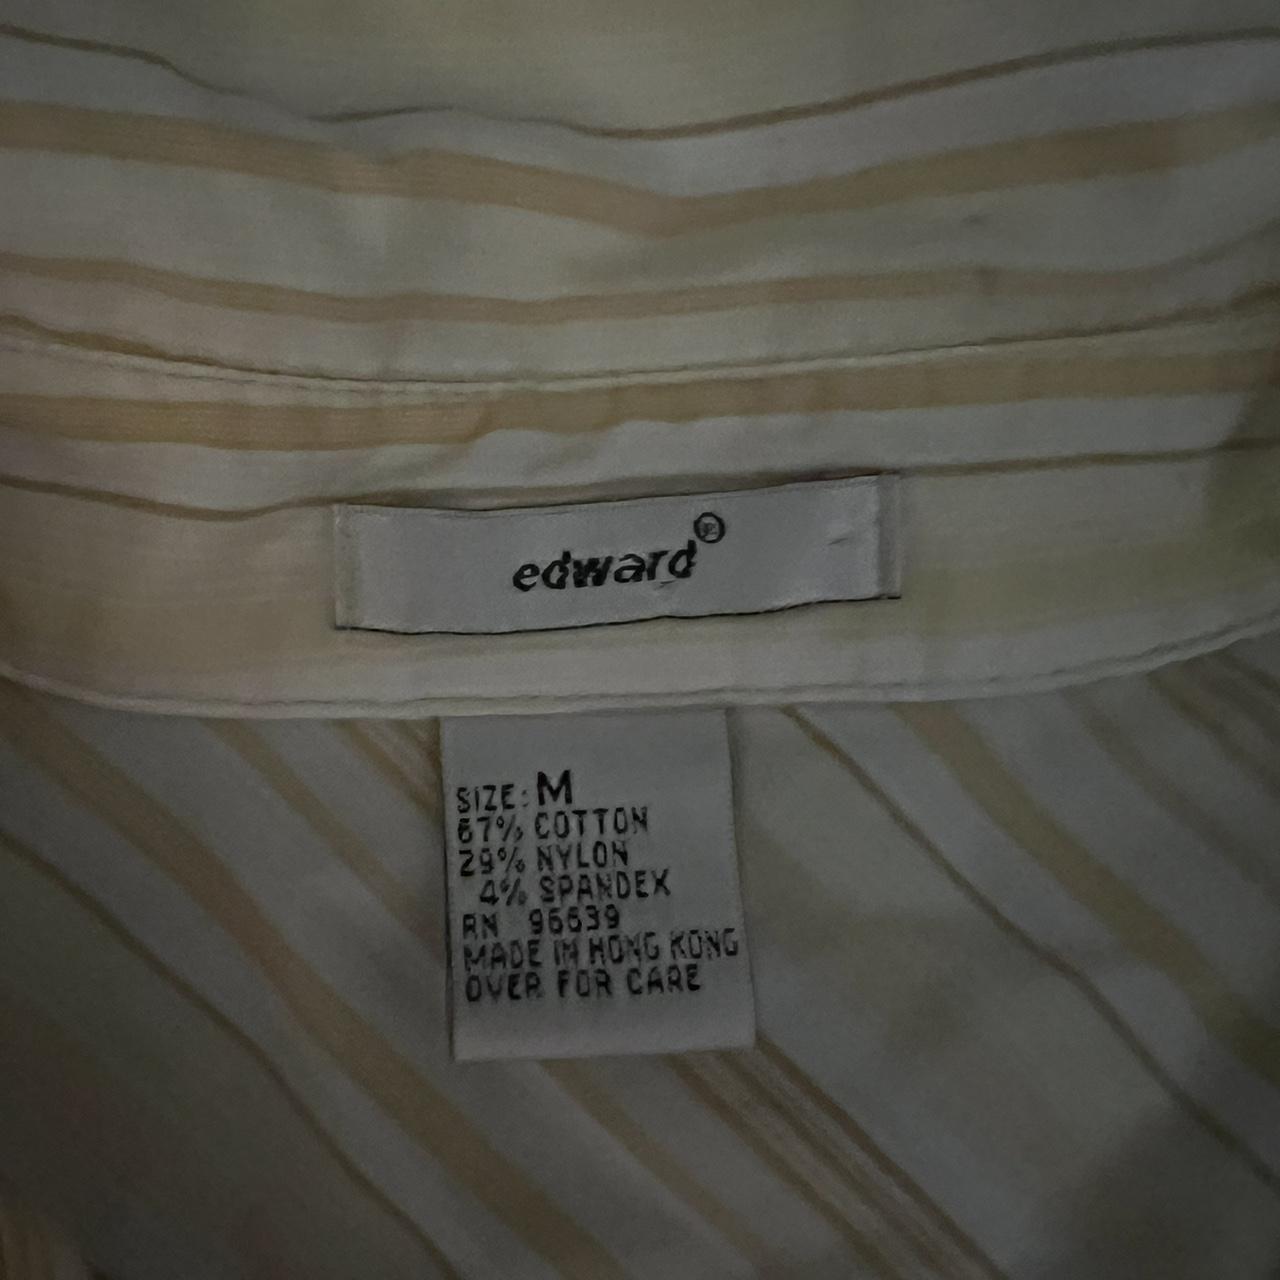 edward®
SIZE: M
67% COTTON
29% NYLON
4% SPANDEX
RN 96639
MADE IN HONG KONG
OVER FOR CARE